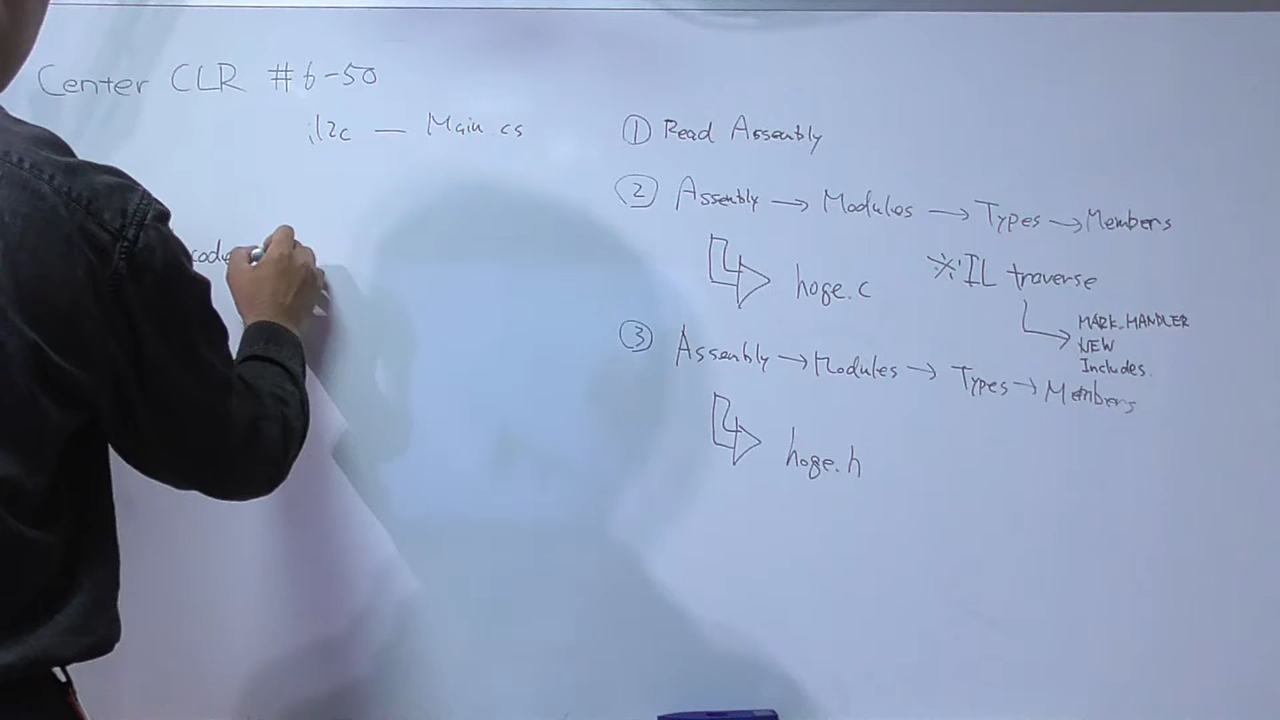 Center CLR #6-50
il2c — Main.cs
code
① Read Assembly
② Assembly → Modules → Types → Members
hoge.c
※IL traverse
MARK_HANDLER
NEW
Includes.
③ Assembly → Modules → Types → Members
hoge.h